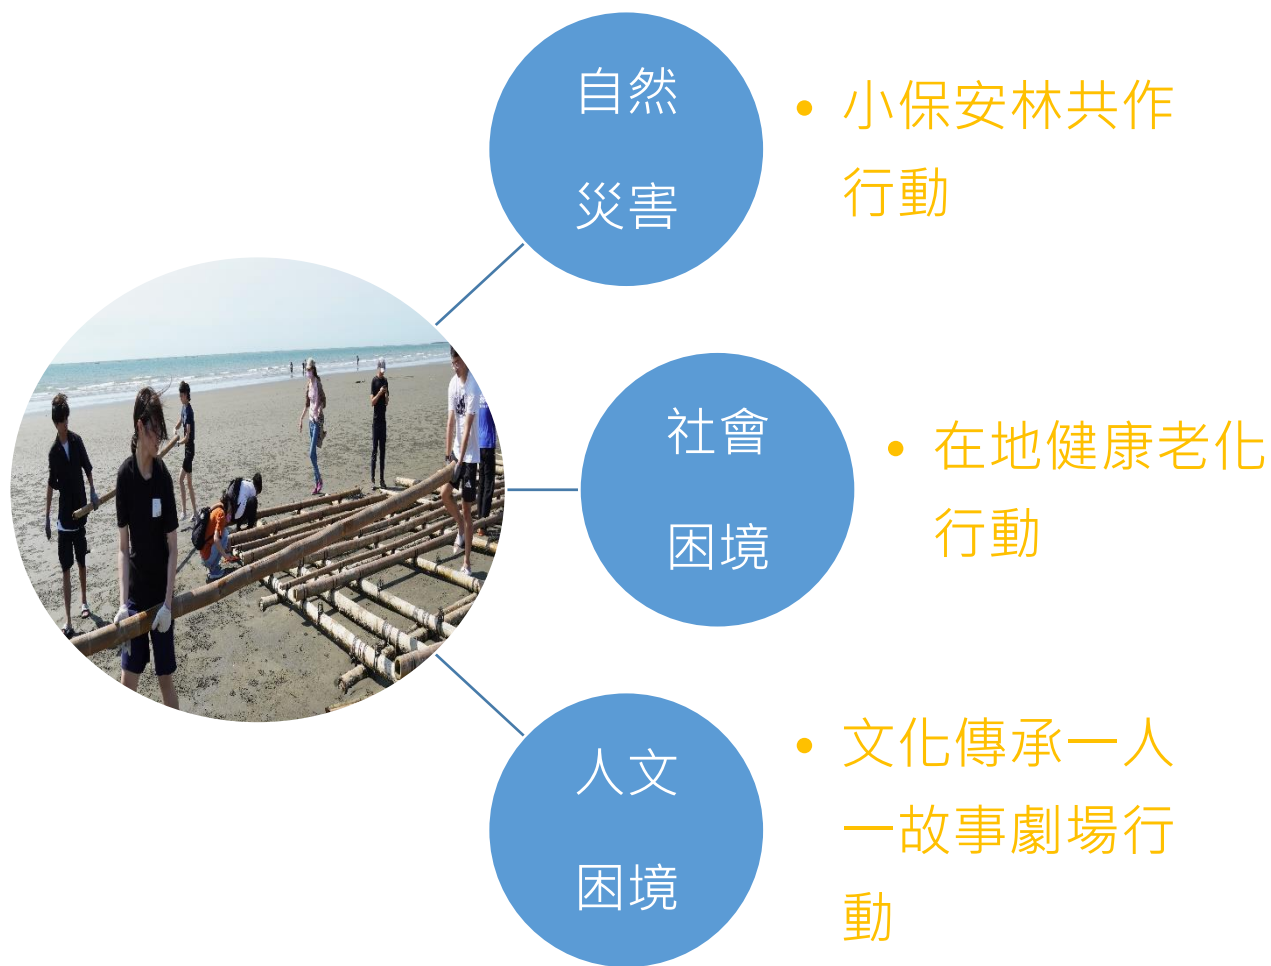 自然
災害
• 小保安林共作
行動
社會
困境
• 在地健康老化
行動
人文
困境
• 文化傳承一人
一故事劇場行
動